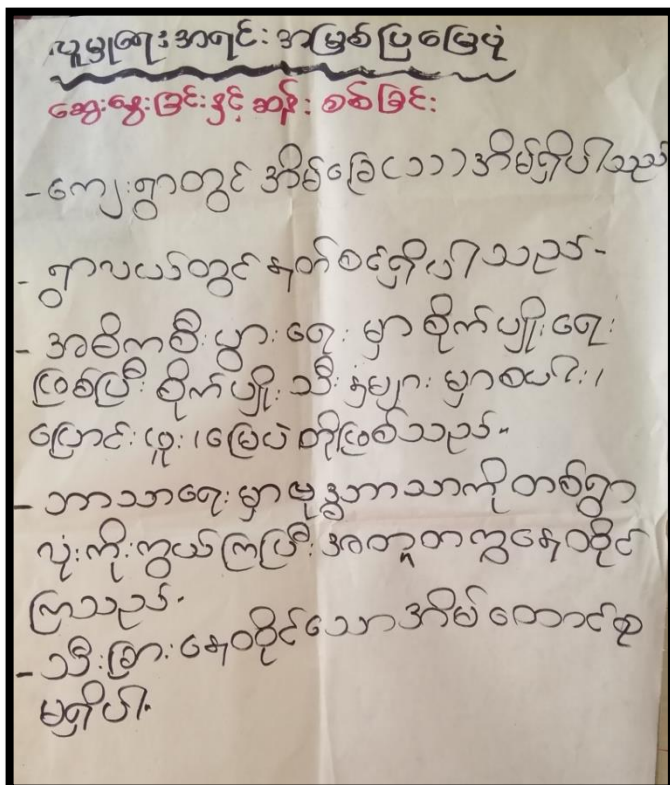 လူမှုရေးအရင်းအမြစ်ပြမြေပုံ
ဆွေးနွေးခြင်းနှင့်ဆန်းစစ်ခြင်း
- ကျေးရွာတွင် အိမ်ခြေ(၁၁)အိမ်ရှိပါသည်
- ရွာလယ်တွင် နတ်စင်ရှိပါသည်။
- အဓိကစီးပွားရေးမှာ စိုက်ပျိုးရေး
ဖြစ်ပြီး စိုက်ပျိုးသီးနှံများမှာစပါး၊
ပြောင်းဖူး၊မြေပဲတို့ဖြစ်သည်။
- ဘာသာရေးမှာ ဗုဒ္ဓဘာသာကိုတစ်ရွာ
လုံးကိုးကွယ်ကြပြီး အတူတကွနေထိုင်
ကြသည်။
- သီးခြားနေထိုင်သောအိမ်ထောင်စု
မရှိပါ။